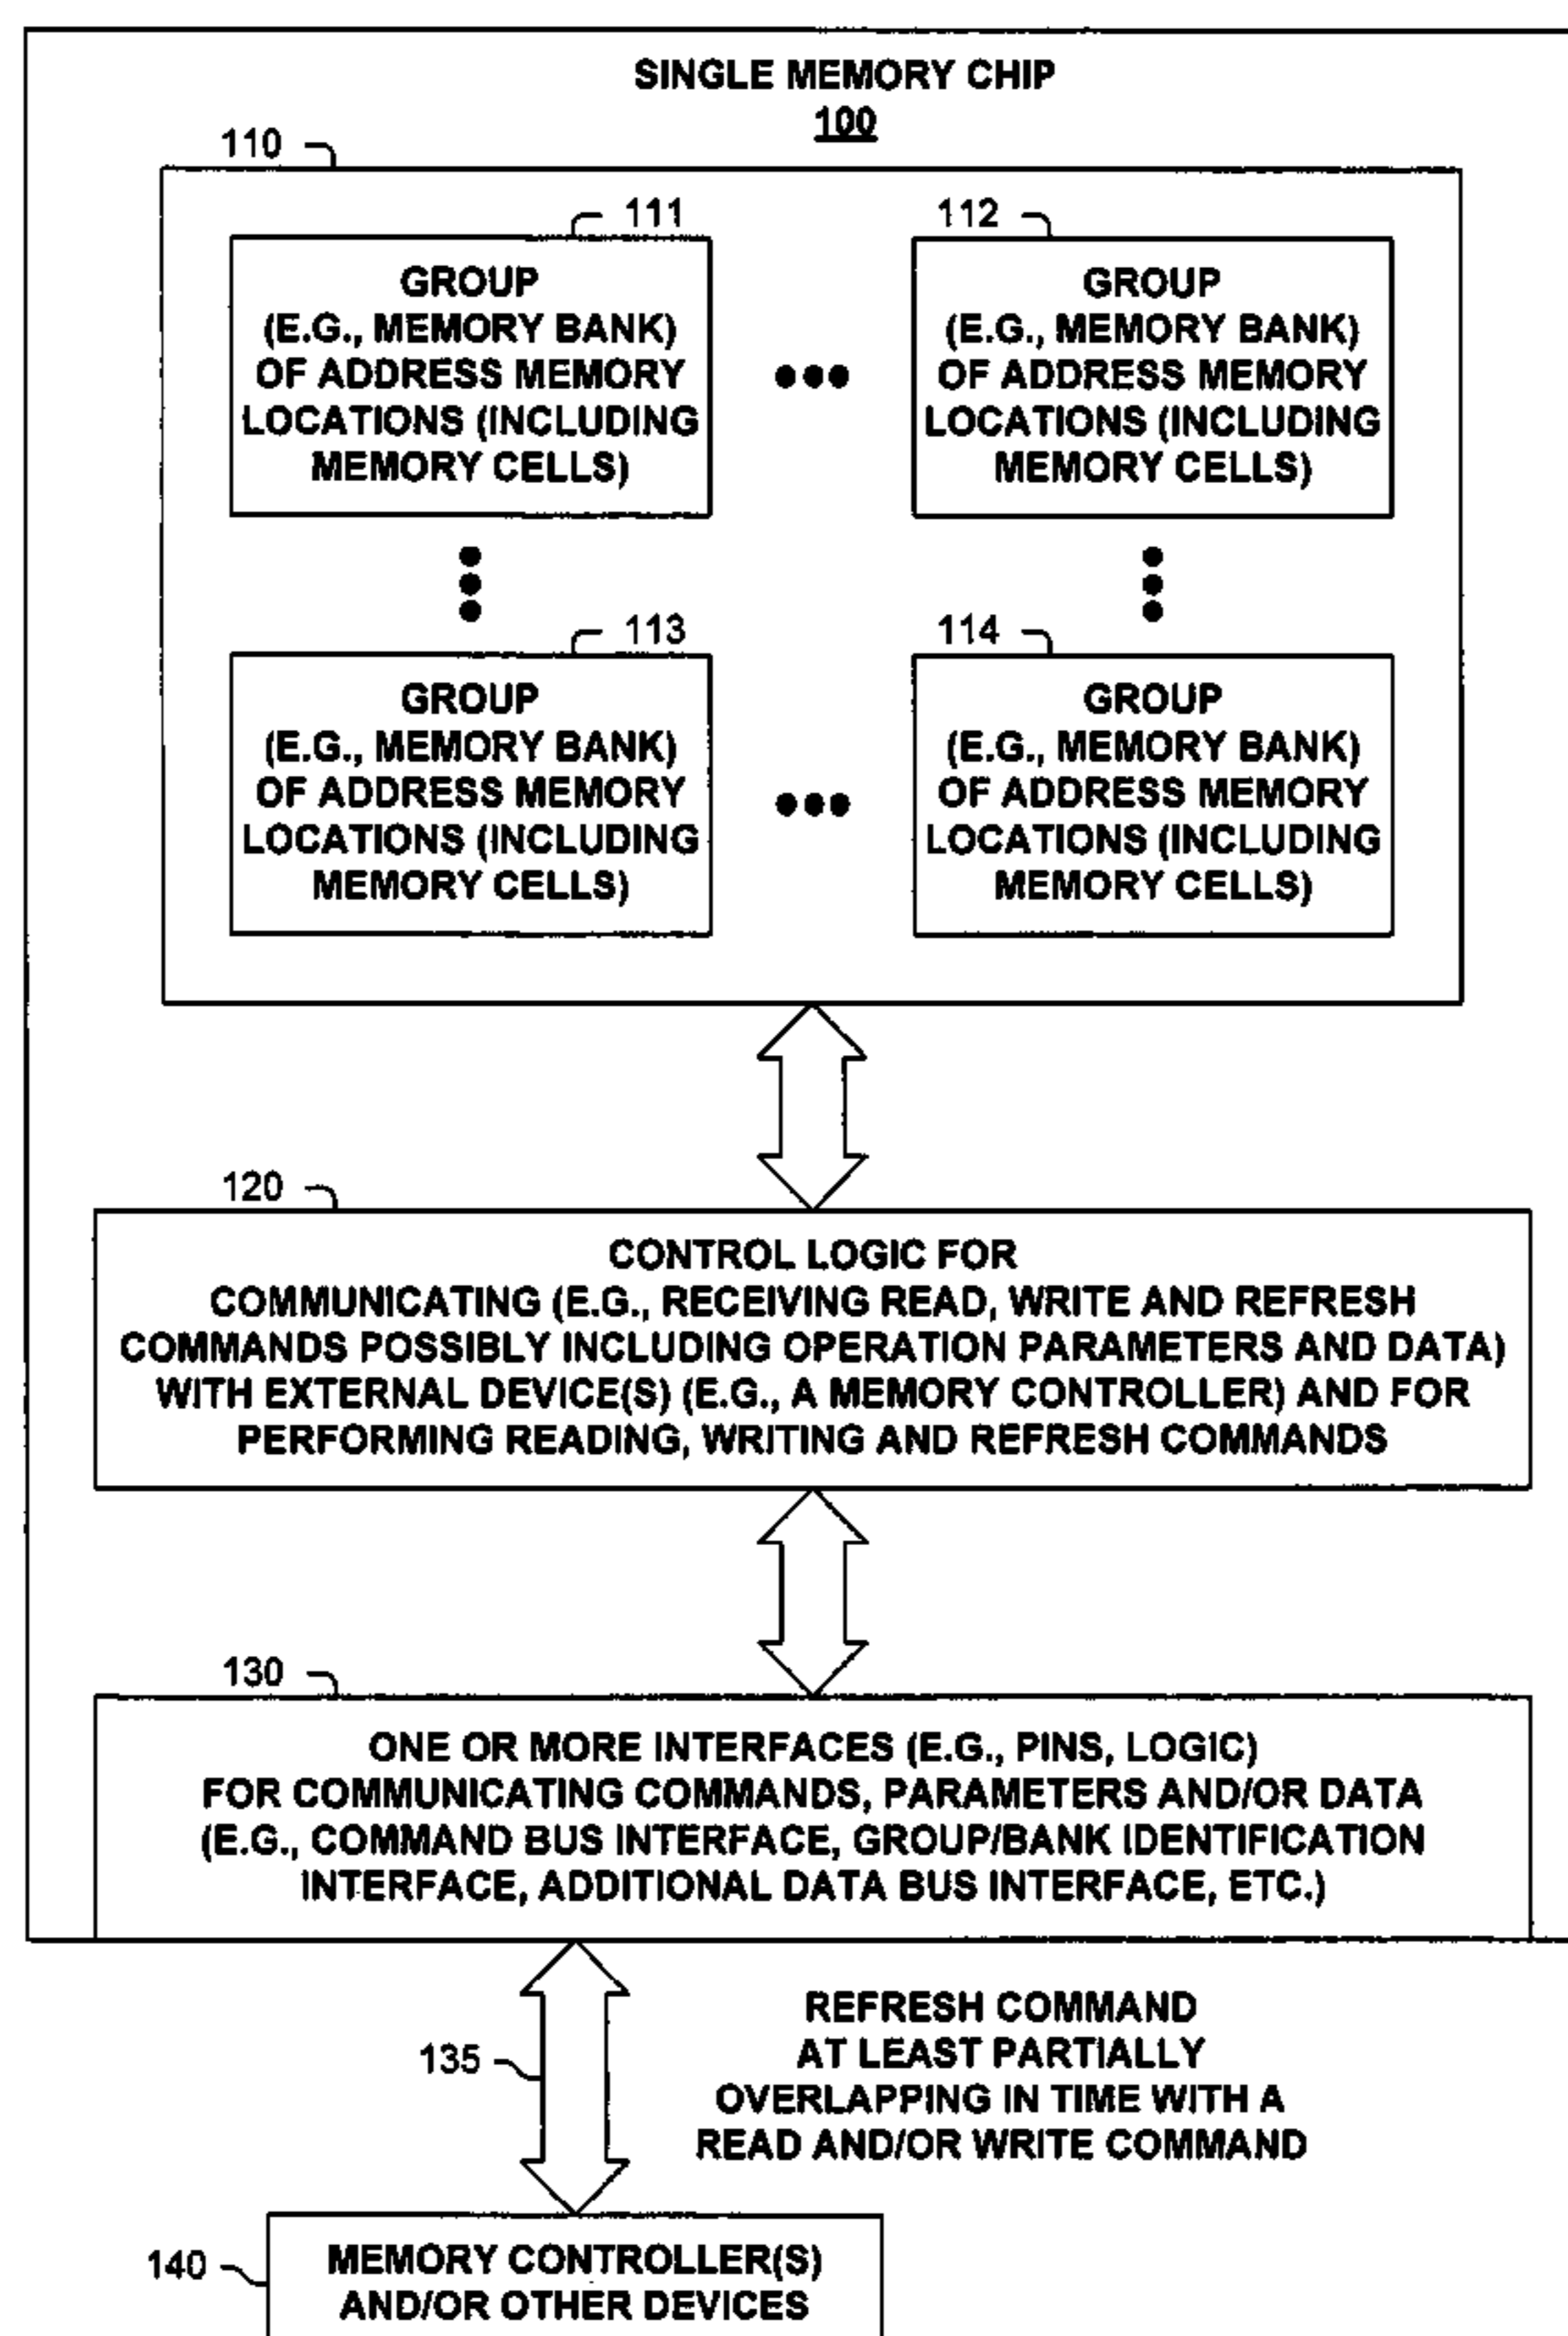 SINGLE MEMORY CHIP
100
110
111
112
GROUP
(E.G., MEMORY BANK)
OF ADDRESS MEMORY
LOCATIONS (INCLUDING
MEMORY CELLS)
GROUP
(E.G., MEMORY BANK)
OF ADDRESS MEMORY
LOCATIONS (INCLUDING
MEMORY CELLS)
113
114
GROUP
(E.G., MEMORY BANK)
OF ADDRESS MEMORY
LOCATIONS (INCLUDING
MEMORY CELLS)
GROUP
(E.G., MEMORY BANK)
OF ADDRESS MEMORY
LOCATIONS (INCLUDING
MEMORY CELLS)
120
CONTROL LOGIC FOR
COMMUNICATING (E.G., RECEIVING READ, WRITE AND REFRESH
COMMANDS POSSIBLY INCLUDING OPERATION PARAMETERS AND DATA)
WITH EXTERNAL DEVICE(S) (E.G., A MEMORY CONTROLLER) AND FOR
PERFORMING READING, WRITING AND REFRESH COMMANDS
130
ONE OR MORE INTERFACES (E.G., PINS, LOGIC)
FOR COMMUNICATING COMMANDS, PARAMETERS AND/OR DATA
(E.G., COMMAND BUS INTERFACE, GROUP/BANK IDENTIFICATION
INTERFACE, ADDITIONAL DATA BUS INTERFACE, ETC.)
135
REFRESH COMMAND
AT LEAST PARTIALLY
OVERLAPPING IN TIME WITH A
READ AND/OR WRITE COMMAND
140
MEMORY CONTROLLER(S)
AND/OR OTHER DEVICES